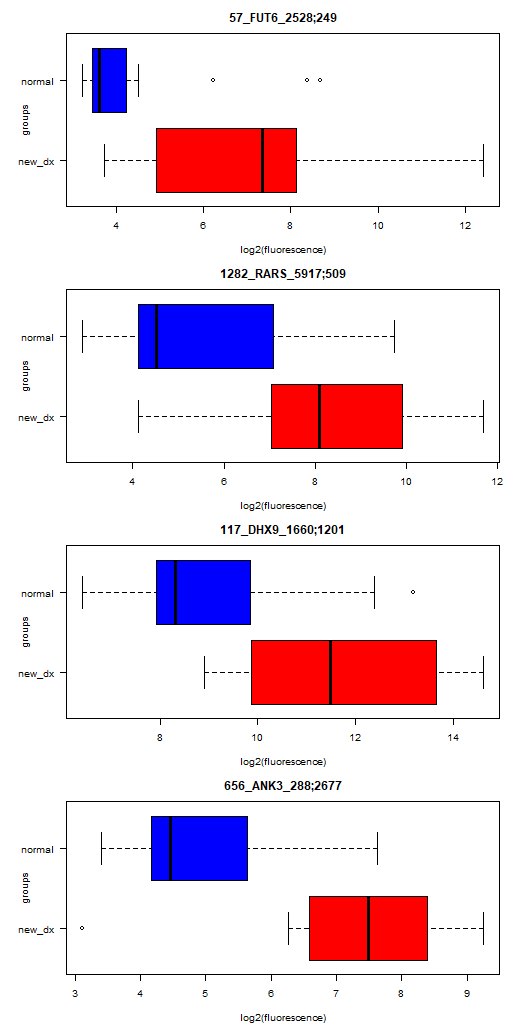 57_FUT6_2528;249
normal
groups
new_dx
4 6 8 10 12
log2(fluorescence)
1282_RARS_5917;509
normal
groups
new_dx
4 6 8 10 12
log2(fluorescence)
117_DHX9_1660;1201
normal
groups
new_dx
8 10 12 14
log2(fluorescence)
656_ANK3_288;2677
normal
groups
new_dx
3 4 5 6 7 8 9
log2(fluorescence)